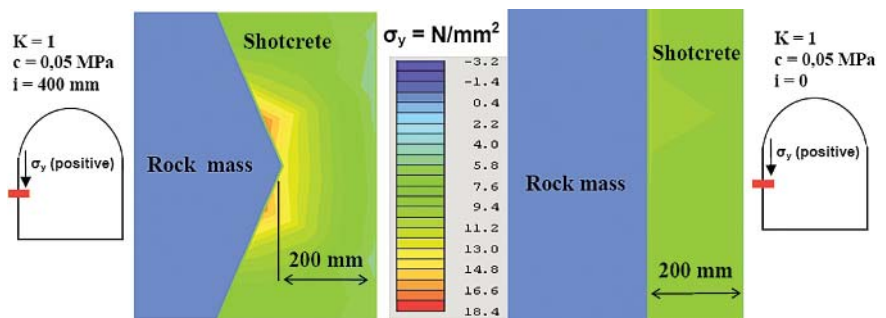 K = 1
c = 0,05 MPa
i = 400 mm
σy (positive)
Shotcrete
Rock mass
200 mm
σy = N/mm²
-3.2
-1.4
0.4
2.2
4.0
5.8
7.6
9.4
11.2
13.0
14.8
16.6
18.4
Shotcrete
Rock mass
200 mm
K = 1
c = 0,05 MPa
i = 0
σy (positive)